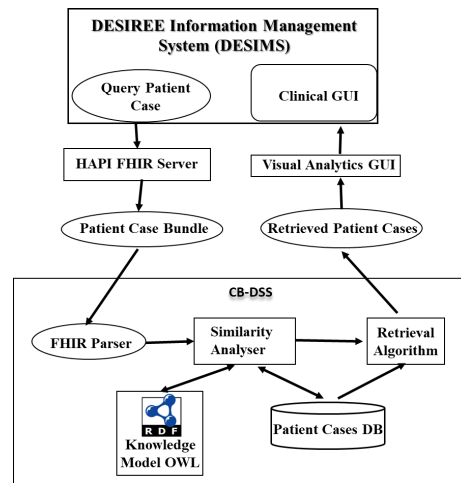 DESIREE Information Management
System (DESIMS)
Query Patient
Case
Clinical GUI
HAPI FHIR Server
Visual Analytics GUI
Patient Case Bundle
Retrieved Patient Cases
CB-DSS
FHIR Parser
Similarity
Analyser
Retrieval
Algorithm
RDF
Knowledge
Model OWL
Patient Cases DB